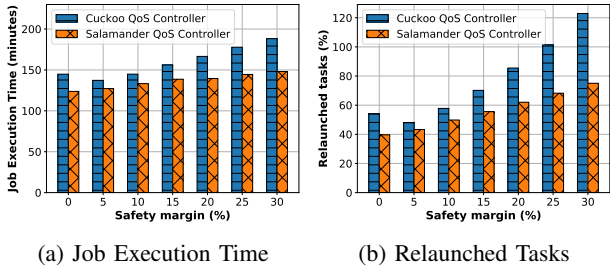 Job Execution Time (minutes)
200
150
100
50
0
Cuckoo QoS Controller
Salamander QoS Controller
0 5 10 15 20 25 30
Safety margin (%)
(a) Job Execution Time
Relaunched tasks (%)
120
100
80
60
40
20
0
Cuckoo QoS Controller
Salamander QoS Controller
0 5 10 15 20 25 30
Safety margin (%)
(b) Relaunched Tasks